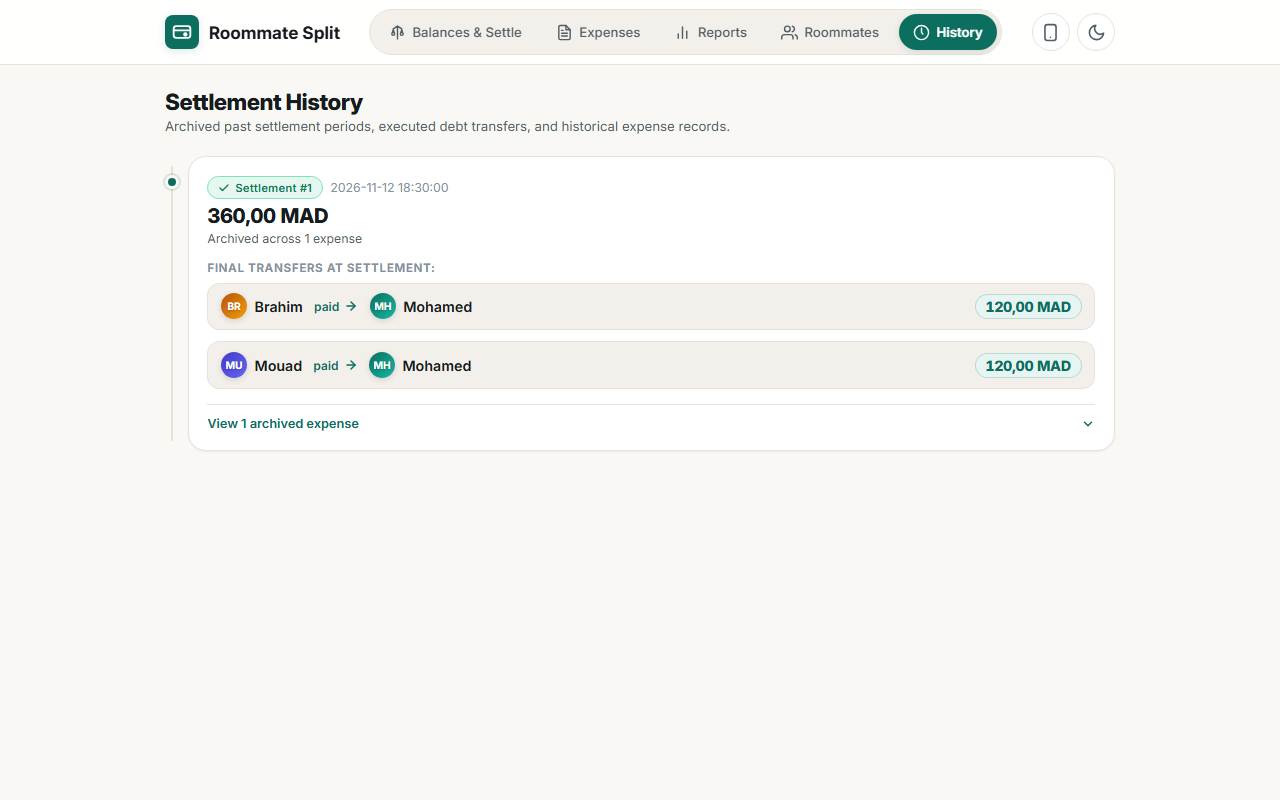 Roommate Split
Balances & Settle
Expenses
Reports
Roommates
History
Settlement History
Archived past settlement periods, executed debt transfers, and historical expense records.
Settlement #1 2026-11-12 18:30:00
360,00 MAD
Archived across 1 expense
FINAL TRANSFERS AT SETTLEMENT:
BR Brahim paid → MH Mohamed 120,00 MAD
MU Mouad paid → MH Mohamed 120,00 MAD
View 1 archived expense